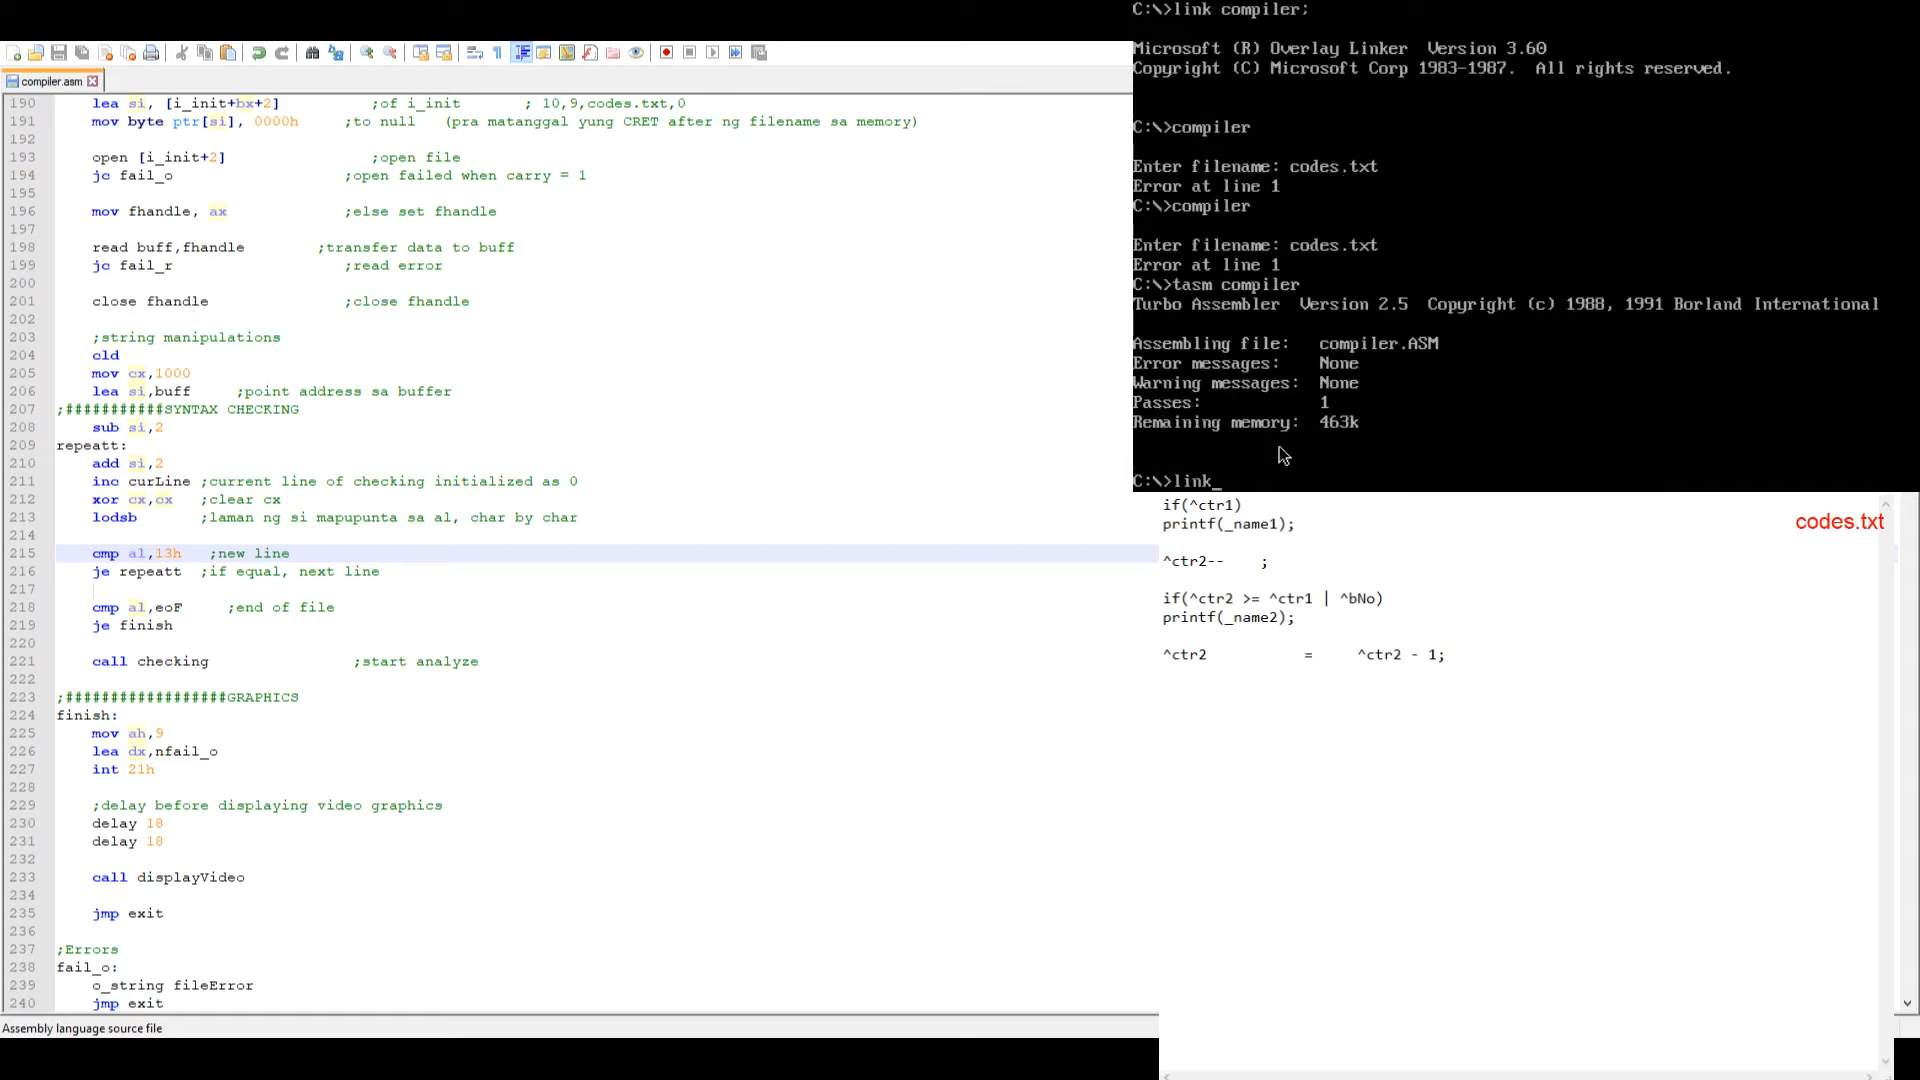 compiler.asm
190 lea si, [i_init+bx+2] ;of i_init ; 10,9,codes.txt,0
191 mov byte ptr[si], 0000h ;to null (pra matanggal yung CRET after ng filename sa memory)
192
193 open [i_init+2] ;open file
194 jc fail_o ;open failed when carry = 1
195
196 mov fhandle, ax ;else set fhandle
197
198 read buff,fhandle ;transfer data to buff
199 jc fail_r ;read error
200
201 close fhandle ;close fhandle
202
203 ;string manipulations
204 cld
205 mov cx,1000
206 lea si,buff ;point address sa buffer
207 ;###########SYNTAX CHECKING
208 sub si,2
209 repeatt:
210 add si,2
211 inc curLine ;current line of checking initialized as 0
212 xor cx,cx ;clear cx
213 lodsb ;laman ng si mapupunta sa al, char by char
214
215 cmp al,13h ;new line
216 je repeatt ;if equal, next line
217
218 cmp al,eoF ;end of file
219 je finish
220
221 call checking ;start analyze
222
223 ;##################GRAPHICS
224 finish:
225 mov ah,9
226 lea dx,nfail_o
227 int 21h
228
229 ;delay before displaying video graphics
230 delay 18
231 delay 18
232
233 call displayVideo
234
235 jmp exit
236
237 ;Errors
238 fail_o:
239 o_string fileError
240 jmp exit
Assembly language source file
C:\>link compiler;
Microsoft (R) Overlay Linker Version 3.60
Copyright (C) Microsoft Corp 1983-1987. All rights reserved.
C:\>compiler
Enter filename: codes.txt
Error at line 1
C:\>compiler
Enter filename: codes.txt
Error at line 1
C:\>tasm compiler
Turbo Assembler Version 2.5 Copyright (c) 1988, 1991 Borland International
Assembling file: compiler.ASM
Error messages: None
Warning messages: None
Passes: 1
Remaining memory: 463k
C:\>link_
if(^ctr1)
codes.txt
printf(_name1);
^ctr2-- ;
if(^ctr2 >= ^ctr1 | ^bNo)
printf(_name2);
^ctr2 = ^ctr2 - 1;